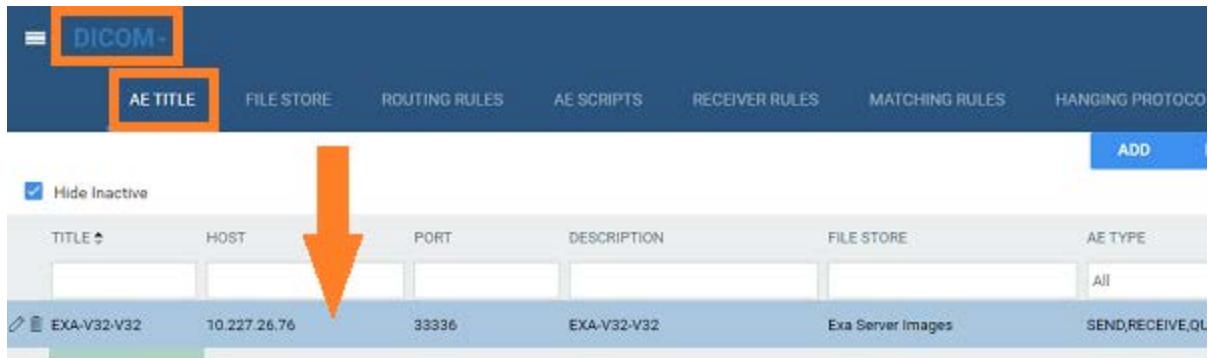 DICOM
AE TITLE FILE STORE ROUTING RULES AE SCRIPTS RECEIVER RULES MATCHING RULES HANGING PROTOCO
ADD
Hide Inactive
TITLE HOST PORT DESCRIPTION FILE STORE AE TYPE
All
EXA-V32-V32 10.227.26.76 33336 EXA-V32-V32 Exa Server Images SEND,RECEIVE,QU